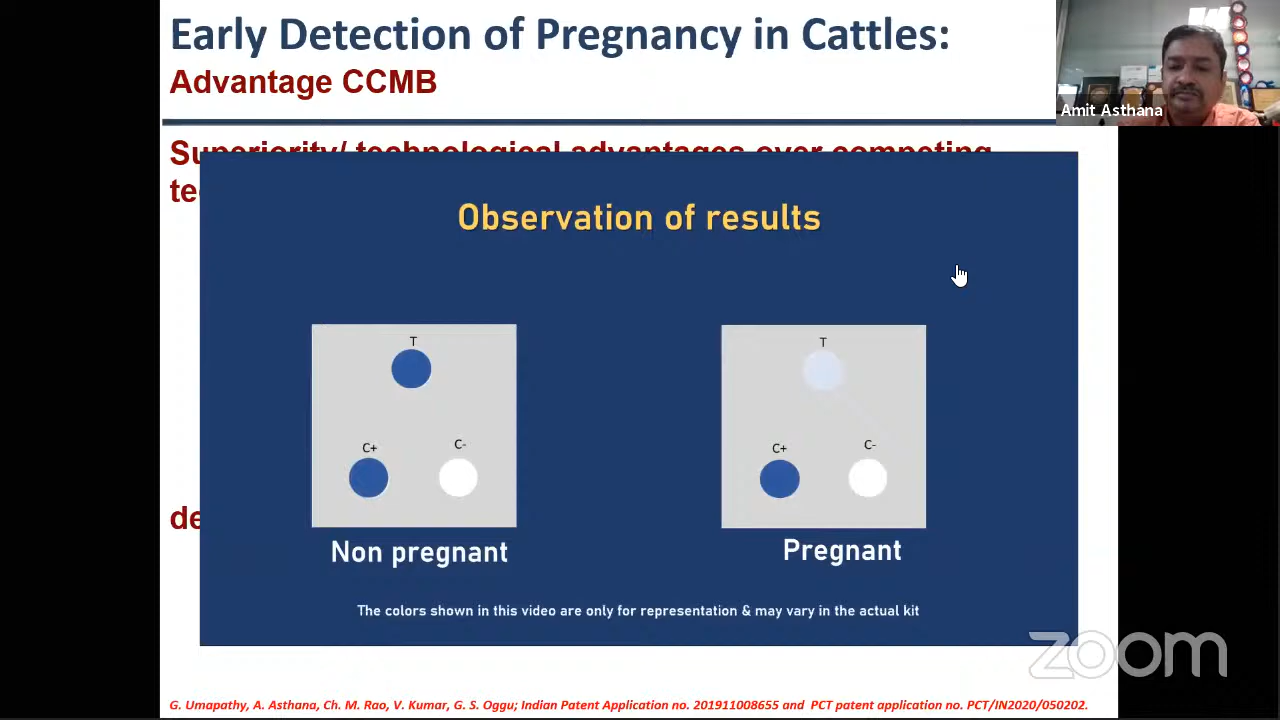 Early Detection of Pregnancy in Cattles:
Advantage CCMB
Amit Asthana
Superiority/ technological advantages over competing
Observation of results
T
T
C+
C-
C+
C-
Non pregnant
Pregnant
The colors shown in this video are only for representation & may vary in the actual kit
zoom
G. Umapathy, A. Asthana, Ch. M. Rao, V. Kumar, G. S. Oggu; Indian Patent Application no. 201911008655 and PCT patent application no. PCT/IN2020/050202.